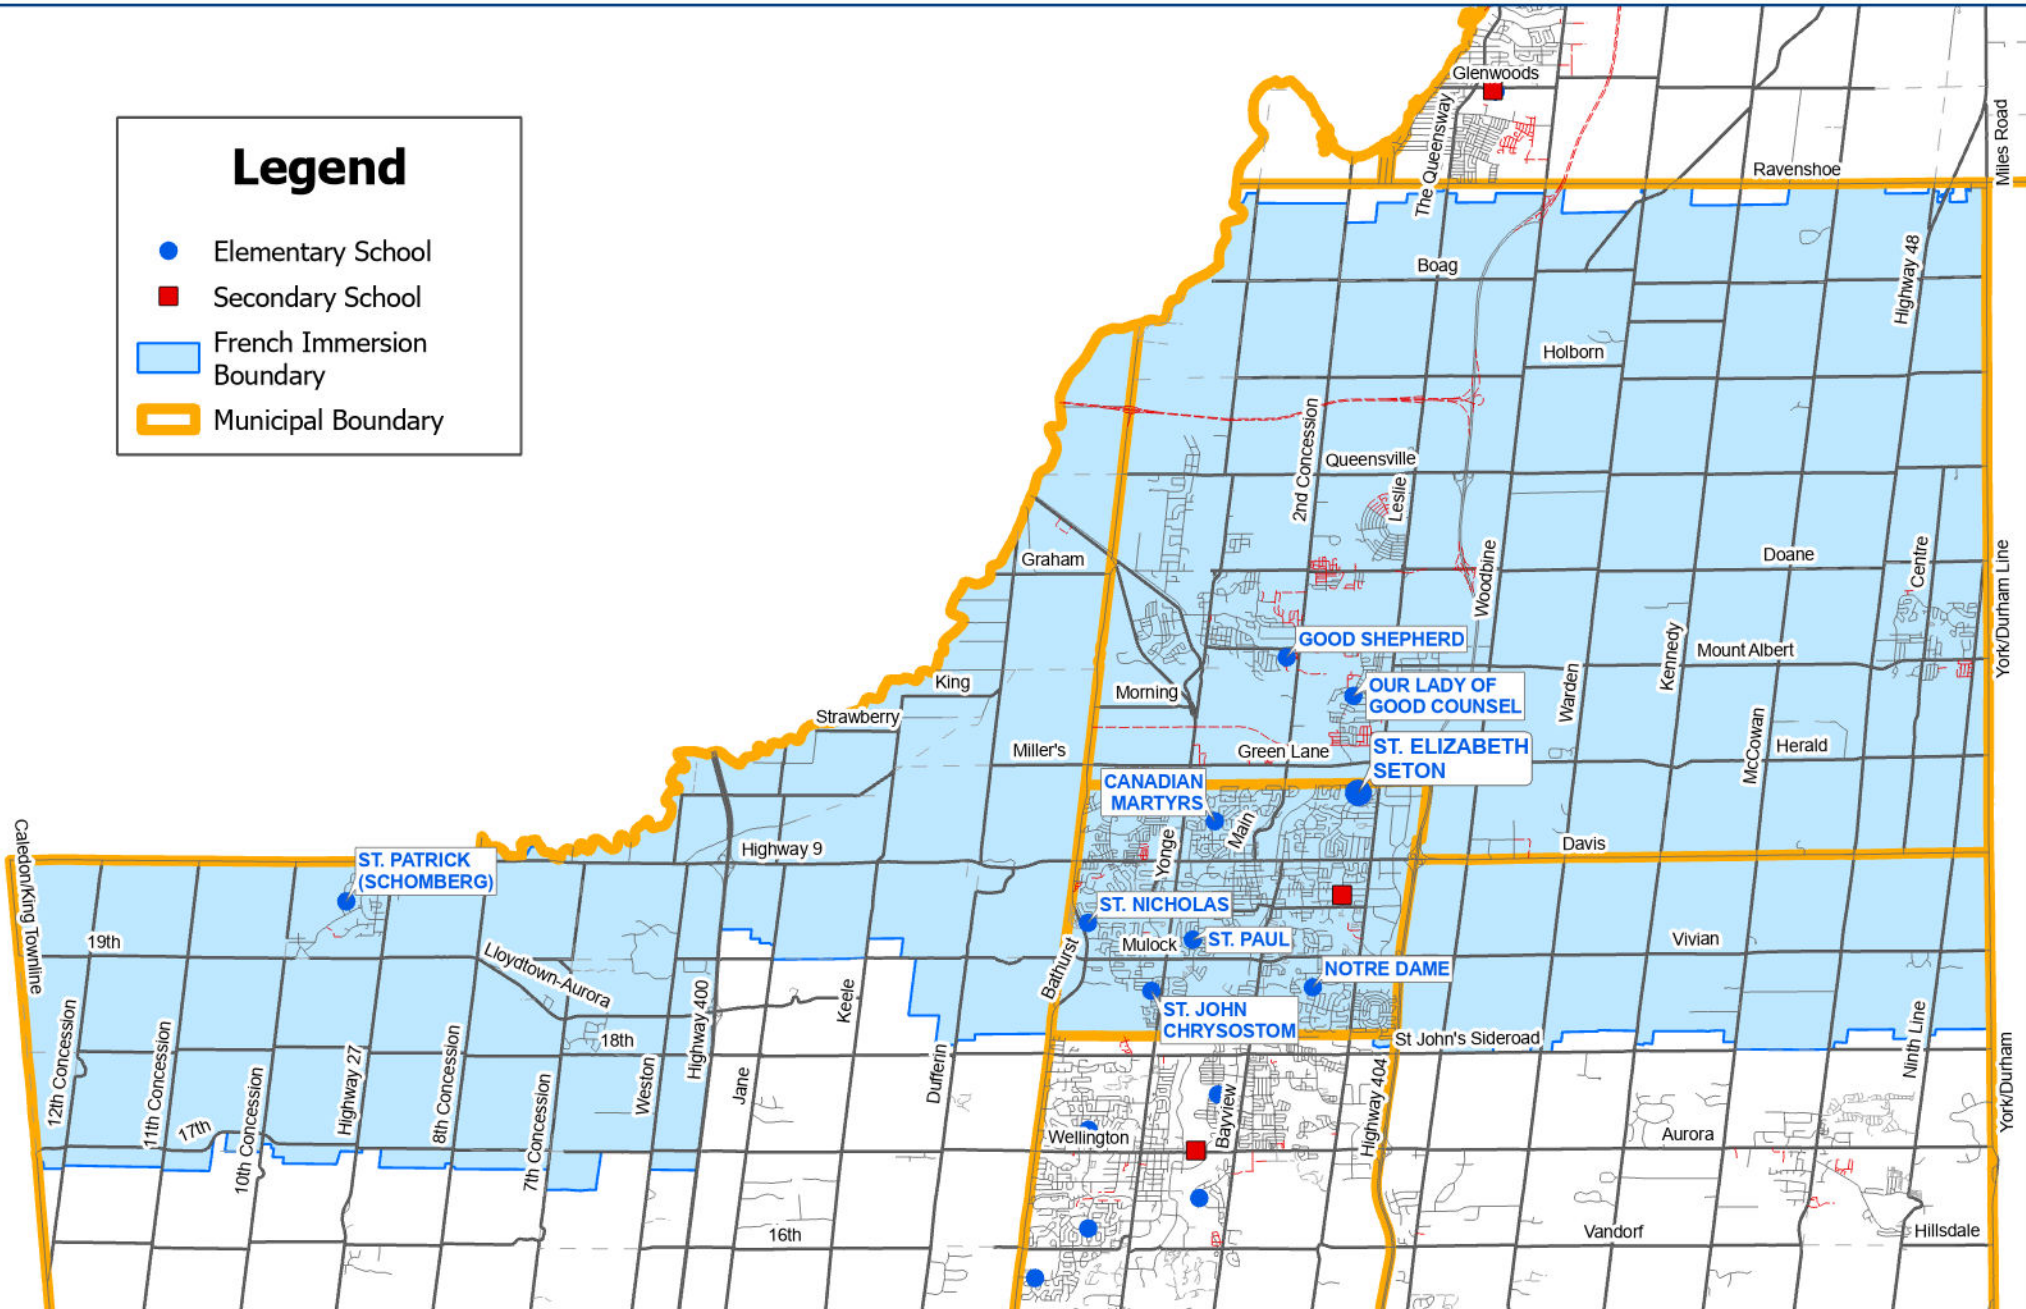 Legend
Elementary School
Secondary School
French Immersion
Boundary
Municipal Boundary
Glenwoods
The Queensway
Ravenshoe
Miles Road
Boag
Highway 48
Holborn
2nd Concession
Queensville
Leslie
Woodbine
Doane
Centre
York/Durham Line
Graham
GOOD SHEPHERD
Mount Albert
Kennedy
Warden
King
Morning
OUR LADY OF
GOOD COUNSEL
Strawberry
Miller's
Green Lane
ST. ELIZABETH
SETON
McCowan
Herald
CANADIAN
MARTYRS
Main
Yonge
Highway 9
Davis
Caledon/King Townline
ST. PATRICK
(SCHOMBERG)
ST. NICHOLAS
19th
Lloydtown-Aurora
Bathurst
Mulock
ST. PAUL
Vivian
NOTRE DAME
Keele
Highway 400
ST. JOHN
CHRYSOSTOM
St John's Sideroad
12th Concession
11th Concession
17th
10th Concession
Highway 27
8th Concession
7th Concession
18th
Weston
Jane
Dufferin
Wellington
Bayview
Highway 404
Ninth Line
York/Durham
Aurora
16th
Vandorf
Hillsdale